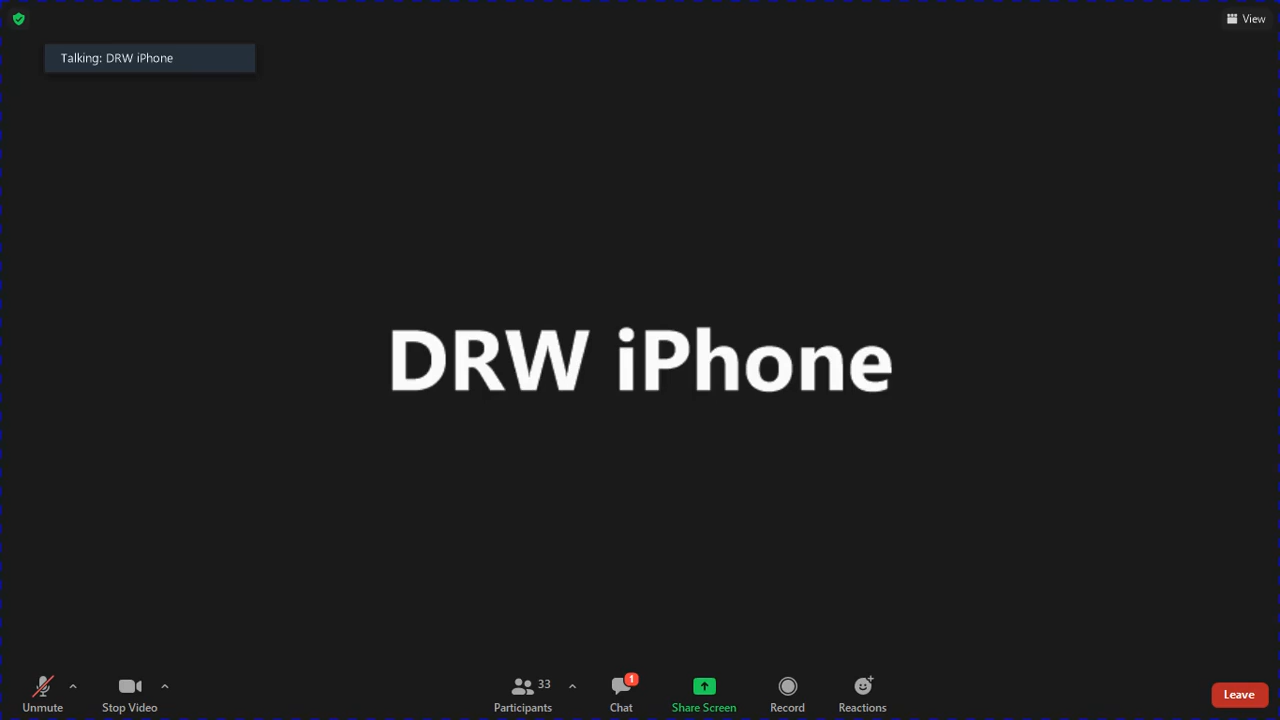 View
Talking: DRW iPhone
DRW iPhone
33
1
Unmute
Stop Video
Participants
Chat
Share Screen
Record
Reactions
Leave